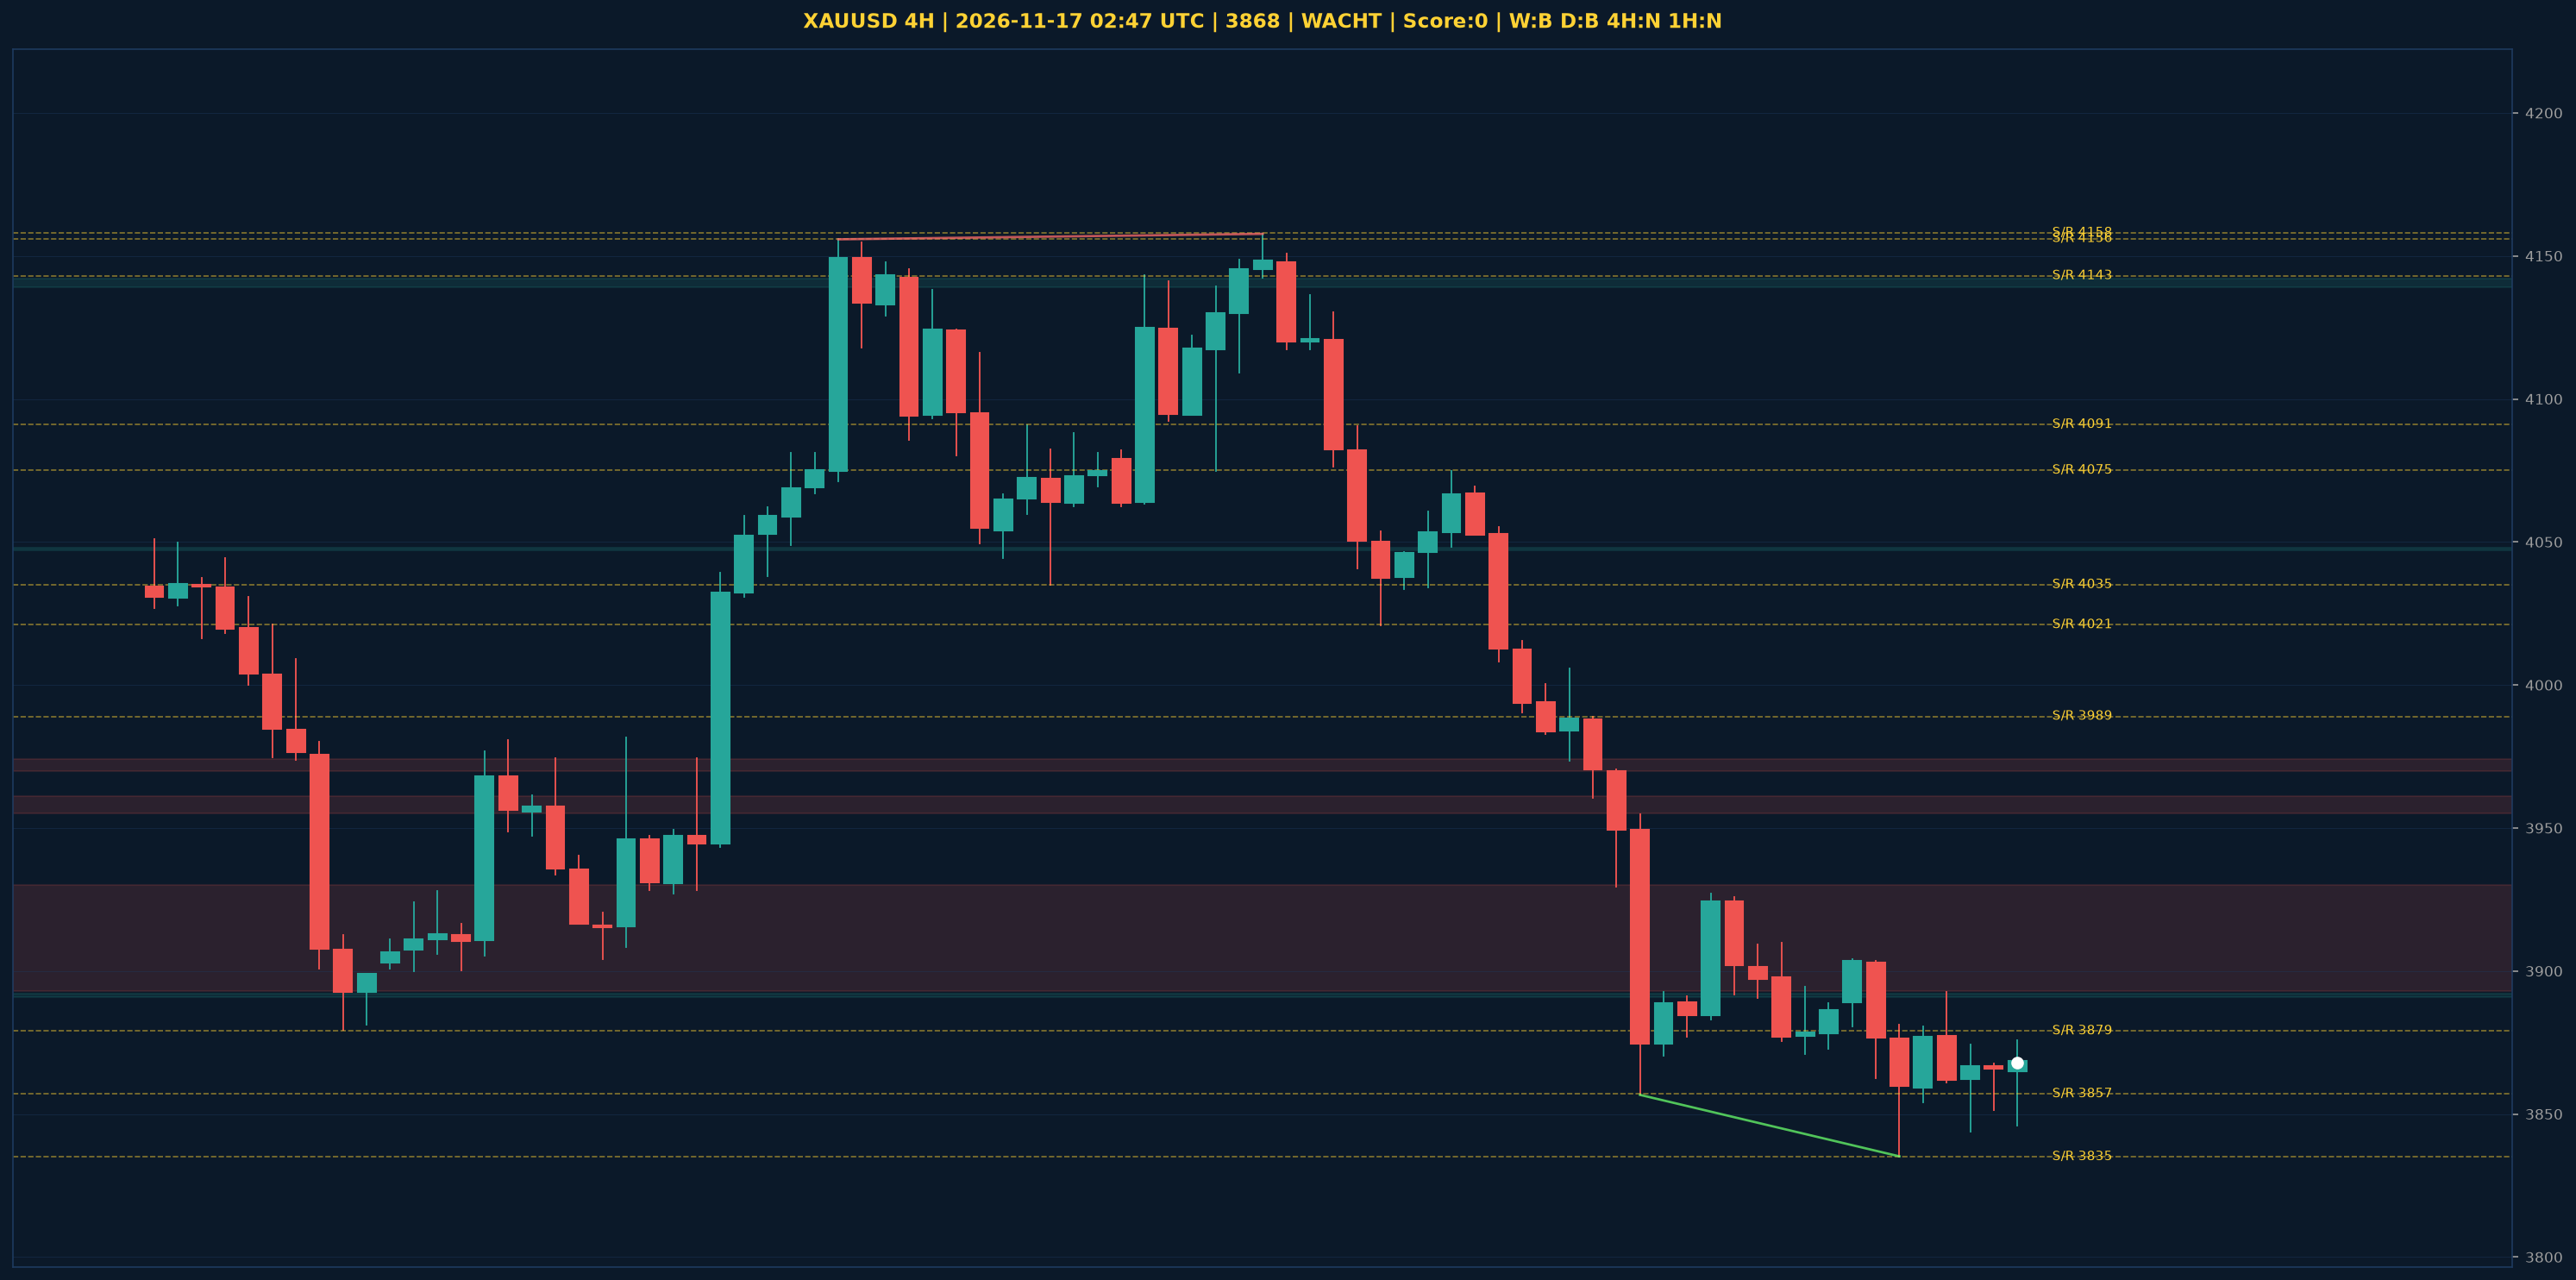 XAUUSD 4H | 2026-11-17 02:47 UTC | 3868 | WACHT | Score:0 | W:B D:B 4H:N 1H:N
4200
S/R 4158
S/R 4156
4150
S/R 4143
4100
S/R 4091
S/R 4075
4050
S/R 4035
S/R 4021
4000
S/R 3989
3950
3900
S/R 3879
S/R 3857
3850
S/R 3835
3800